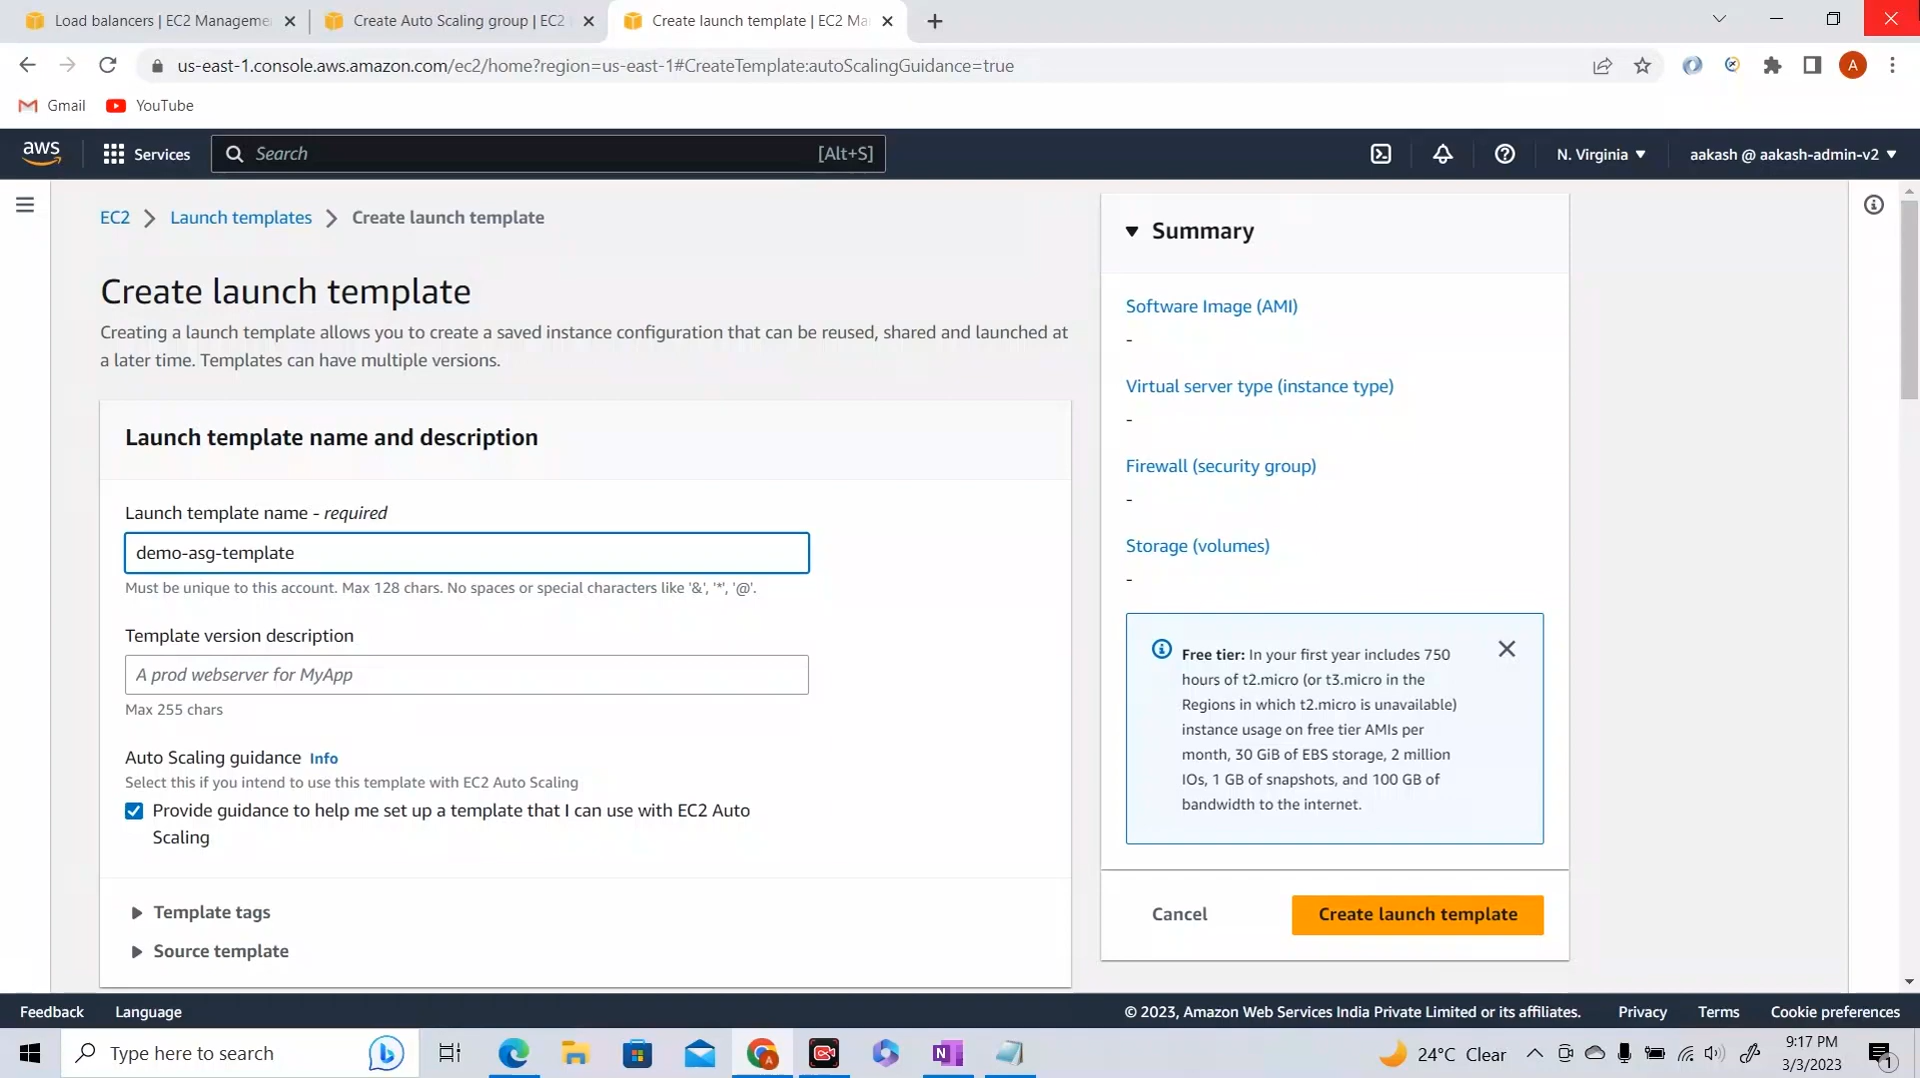 Load balancers | EC2 Manageme
Create Auto Scaling group | EC2
Create launch template | EC2 Ma
us-east-1.console.aws.amazon.com/ec2/home?region=us-east-1#CreateTemplate:autoScalingGuidance=true
A
Gmail
YouTube
aws
Services
Search
[Alt+S]
N. Virginia
aakash @ aakash-admin-v2
EC2
Launch templates
Create launch template
Create launch template
Creating a launch template allows you to create a saved instance configuration that can be reused, shared and launched at
a later time. Templates can have multiple versions.
Launch template name and description
Launch template name - required
demo-asg-template
Must be unique to this account. Max 128 chars. No spaces or special characters like '&', '*', '@'.
Template version description
A prod webserver for MyApp
Max 255 chars
Auto Scaling guidance Info
Select this if you intend to use this template with EC2 Auto Scaling
Provide guidance to help me set up a template that I can use with EC2 Auto
Scaling
Template tags
Source template
Summary
Software Image (AMI)
-
Virtual server type (instance type)
-
Firewall (security group)
-
Storage (volumes)
-
Free tier: In your first year includes 750
hours of t2.micro (or t3.micro in the
Regions in which t2.micro is unavailable)
instance usage on free tier AMIs per
month, 30 GiB of EBS storage, 2 million
IOs, 1 GB of snapshots, and 100 GB of
bandwidth to the internet.
Cancel
Create launch template
Feedback
Language
© 2023, Amazon Web Services India Private Limited or its affiliates.
Privacy
Terms
Cookie preferences
Type here to search
24°C Clear
9:17 PM
3/3/2023
1